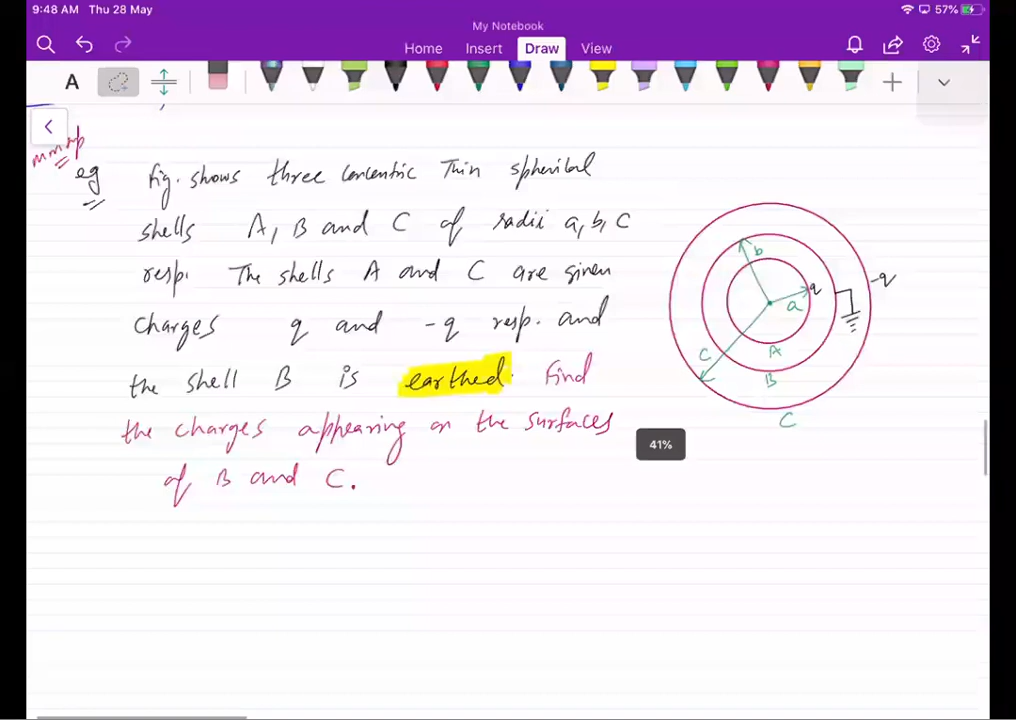 9:48 AM Thu 28 May
57%
My Notebook
Home Insert Draw View
A
mmmp
eg fig. shows three concentric Thin spherical
shells A, B and C of radii a, b, C
resp. The shells A and C are given
Charges q and -q resp. and
the shell B is earthed. Find
the charges appearing on the surfaces
of B and C.
b
q
-q
a
C
A
B
C
41%